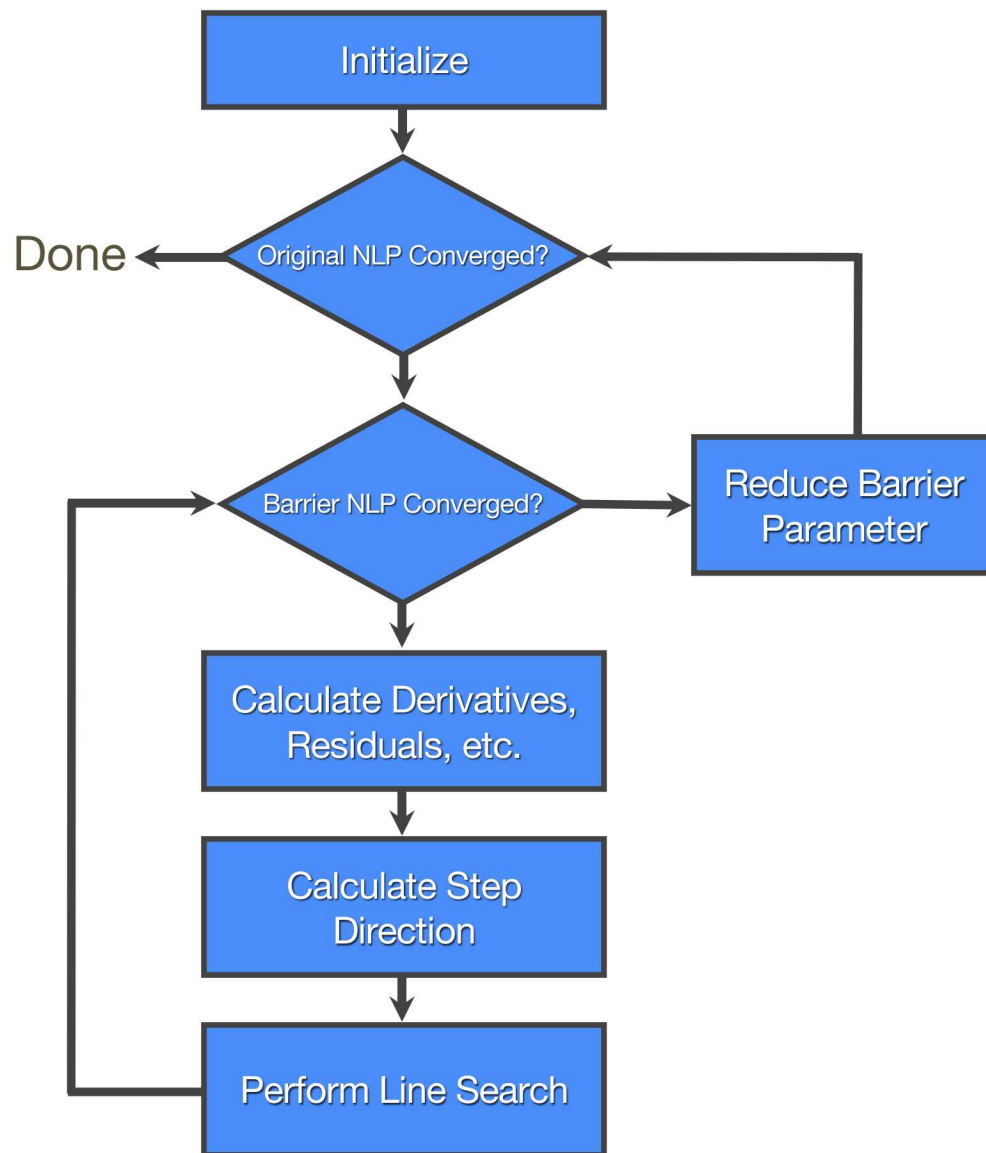 Initialize
Done
Original NLP Converged?
Barrier NLP Converged?
Reduce Barrier
Parameter
Calculate Derivatives,
Residuals, etc.
Calculate Step
Direction
Perform Line Search